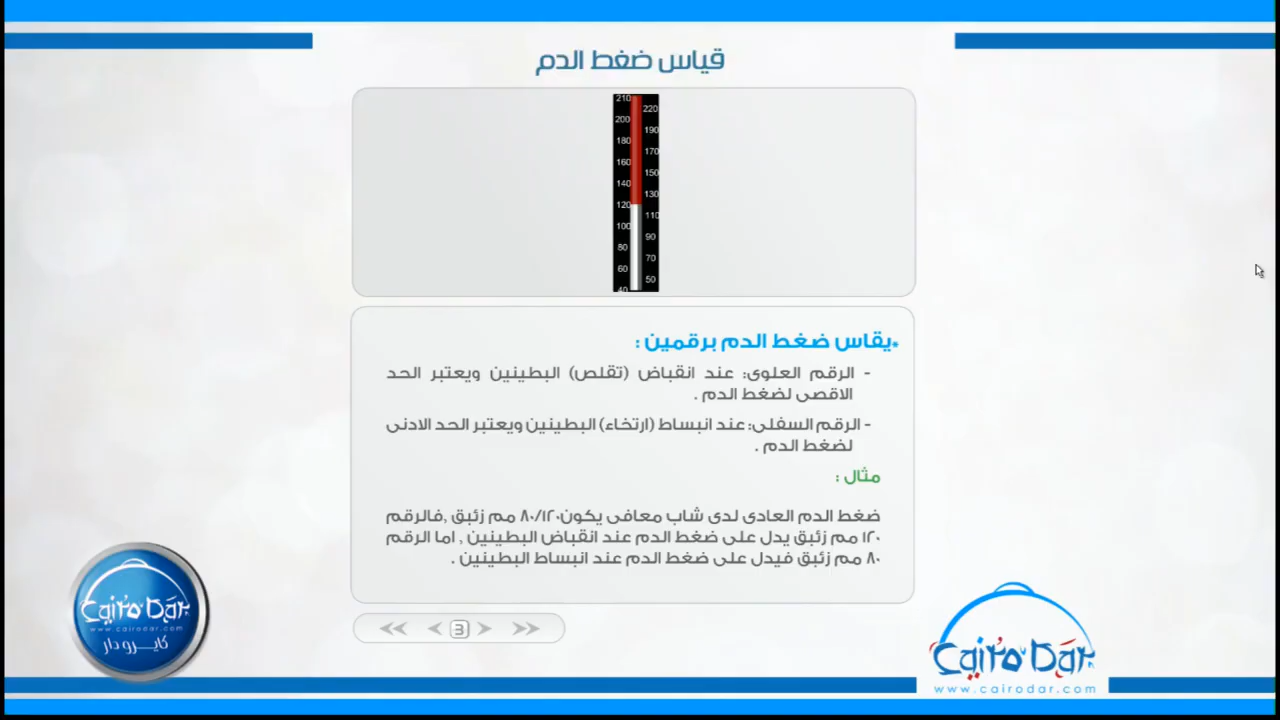 قياس ضغط الدم
210
220
200
190
180
170
160
150
140
130
120
110
100
90
80
70
60
50
40
*يقاس ضغط الدم برقمين :
- الرقم العلوى: عند انقباض (تقلص) البطينين ويعتبر الحد
الاقصى لضغط الدم .
- الرقم السفلى: عند انبساط (ارتخاء) البطينين ويعتبر الحد الادنى
لضغط الدم .
مثال :
ضغط الدم العادى لدى شاب معافى يكون٨٠/١٢٠ مم زئبق ,فالرقم
١٢٠ مم زئبق يدل على ضغط الدم عند انقباض البطينين , اما الرقم
٨٠ مم زئبق فيدل على ضغط الدم عند انبساط البطينين .
3
Cairo Dar
www.cairodar.com
كايرو دار
Cairo Dar
www.cairodar.com